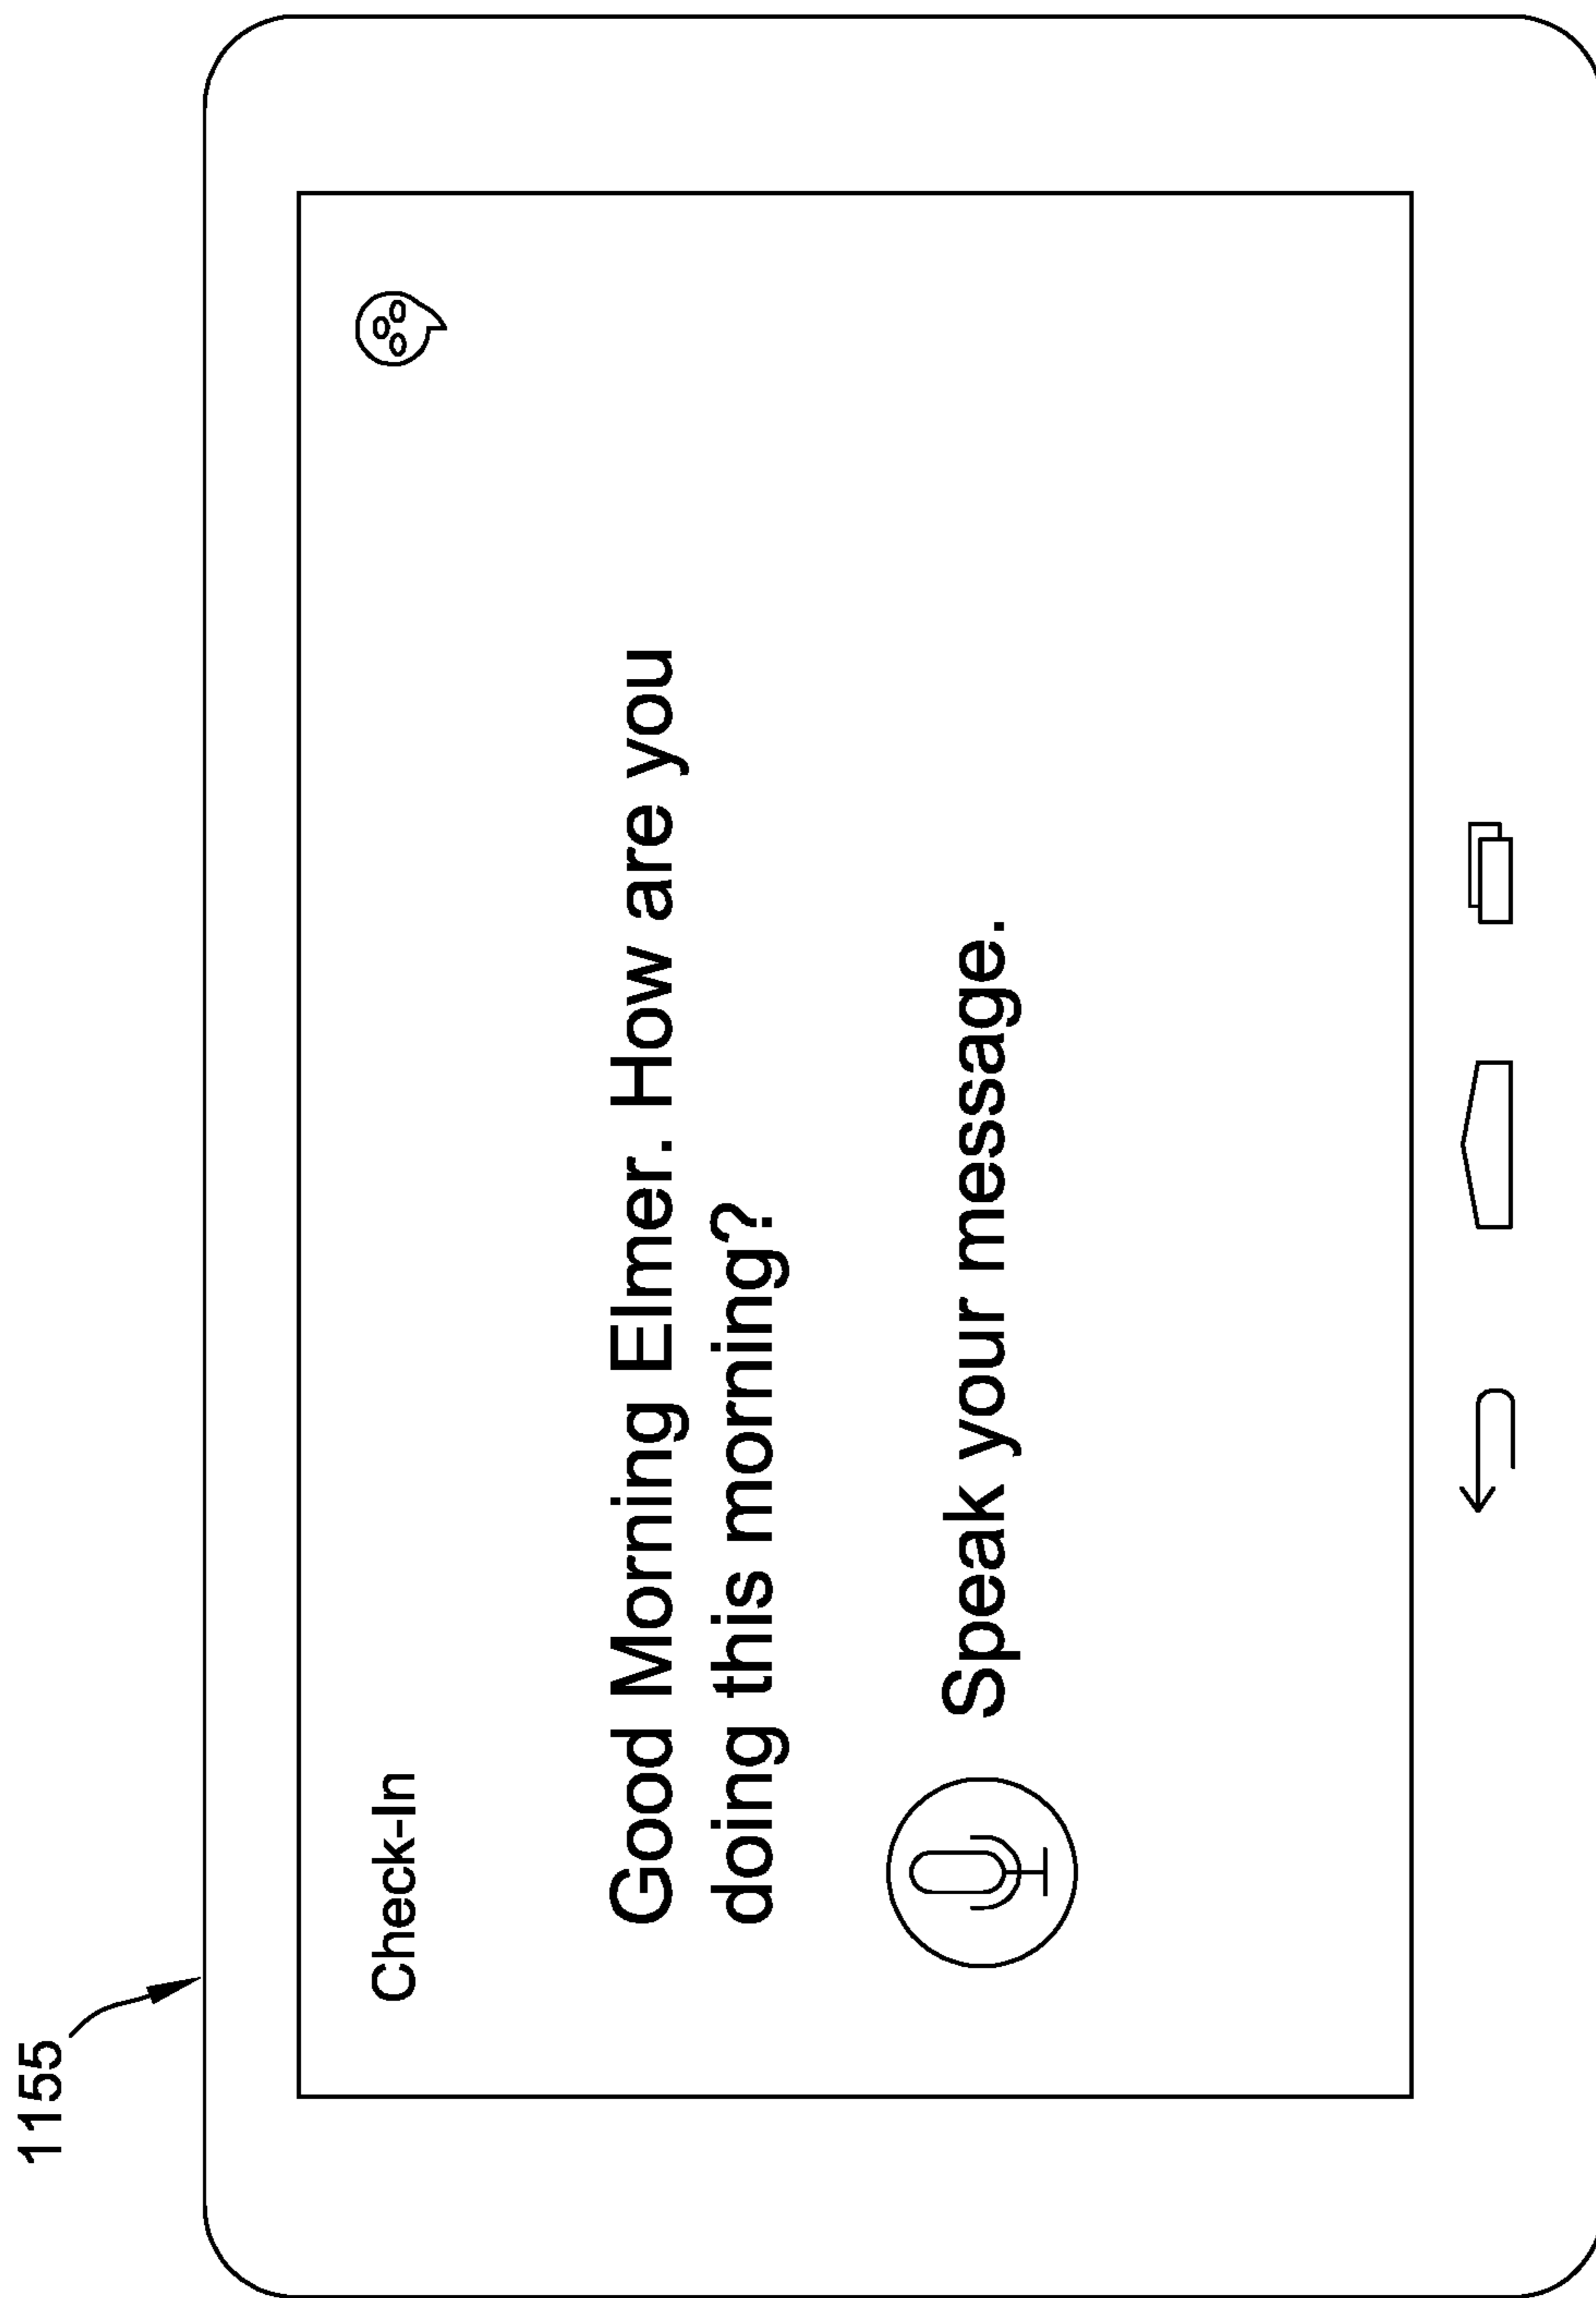 1155
Check-In
Good Morning Elmer. How are you
doing this morning?
Speak your message.